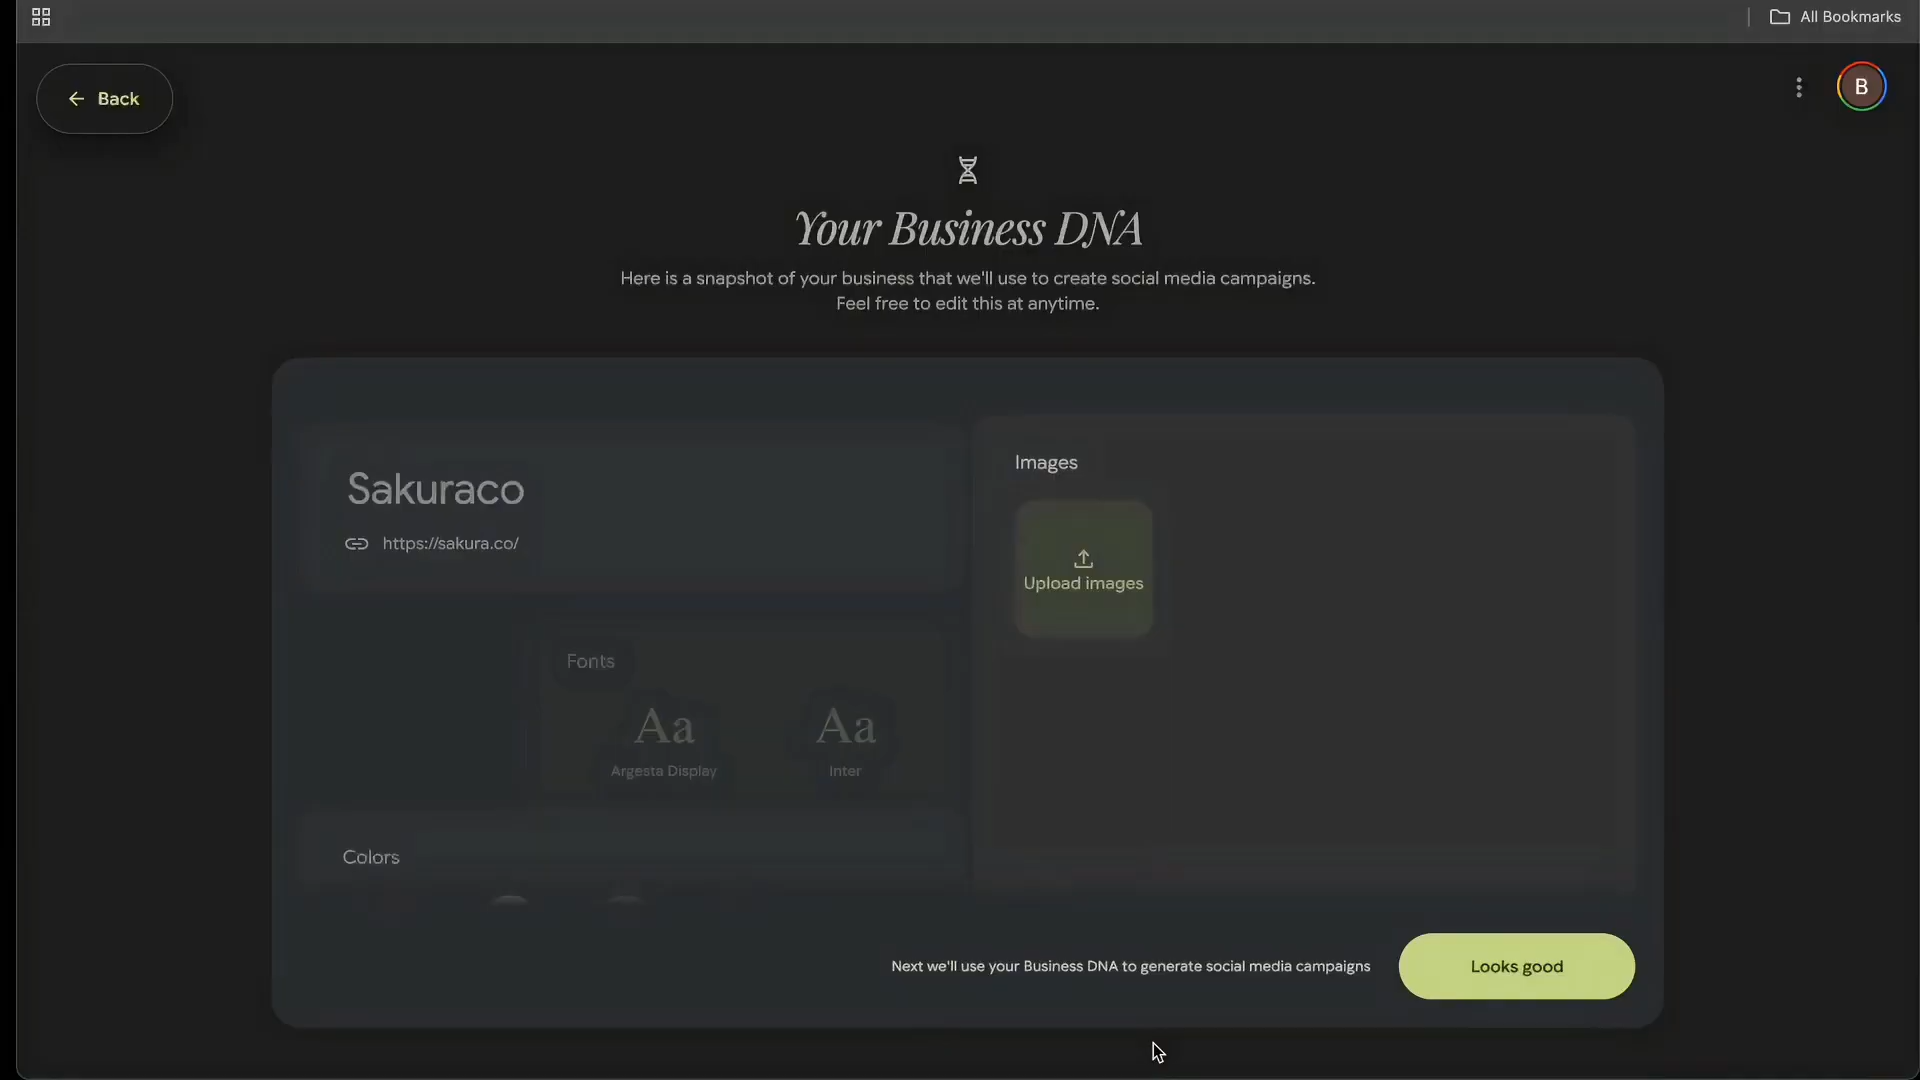 All Bookmarks
Back
B
Your Business DNA
Here is a snapshot of your business that we'll use to create social media campaigns.
Feel free to edit this at anytime.
Sakuraco
https://sakura.co/
Images
Upload images
Fonts
Aa
Aa
Argesta Display
Inter
Colors
Next we'll use your Business DNA to generate social media campaigns
Looks good